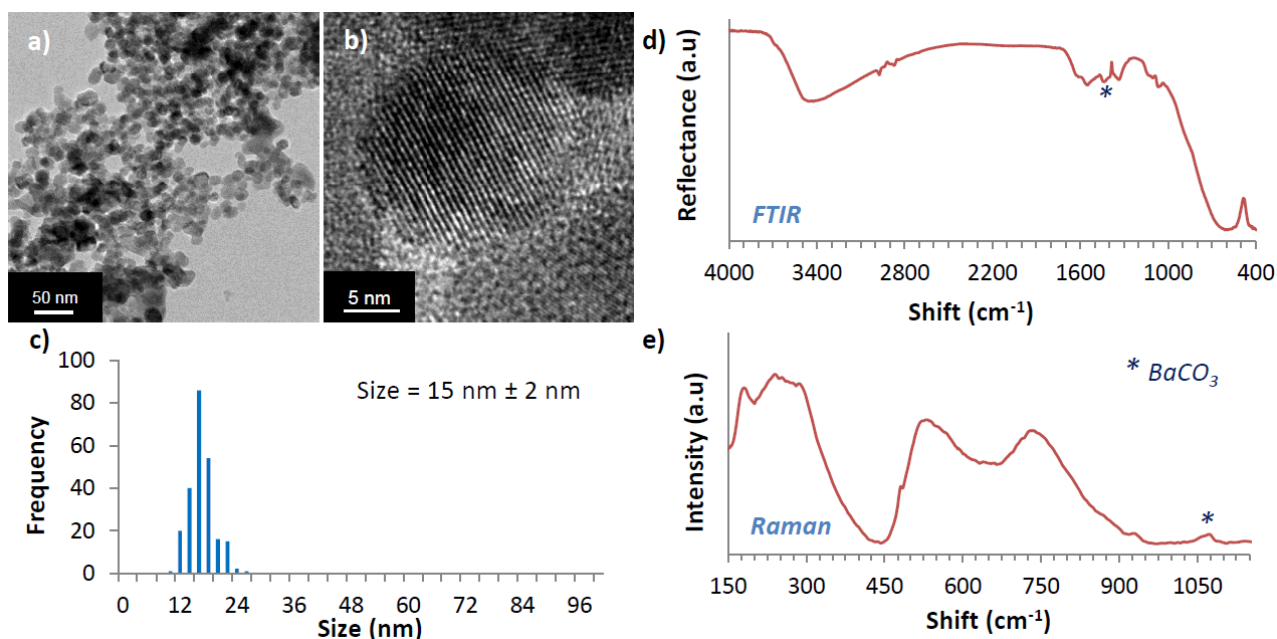 a)
50 nm
b)
5 nm
c)
100
80
60
40
20
0
Frequency
Size = 15 nm ± 2 nm
0 12 24 36 48 60 72 84 96
Size (nm)
d)
Reflectance (a.u)
*
FTIR
4000 3400 2800 2200 1600 1000 400
Shift (cm⁻¹)
e)
Intensity (a.u)
* BaCO₃
*
Raman
150 300 450 600 750 900 1050
Shift (cm⁻¹)